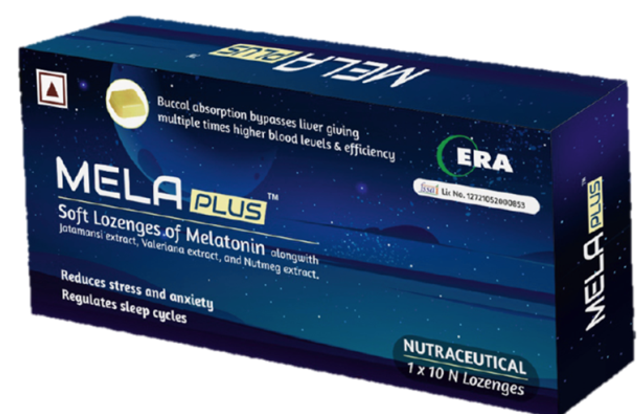 MELA PLUS
Buccal absorption bypasses liver giving
multiple times higher blood levels & efficiency
ERA
fssai Lic No. 12721052000853
MELA PLUS™
Soft Lozenges of Melatonin alongwith
Jatamansi extract, Valeriana extract, and Nutmeg extract.
Reduces stress and anxiety
Regulates sleep cycles
NUTRACEUTICAL
1 x 10 N Lozenges
MELA PLUS™